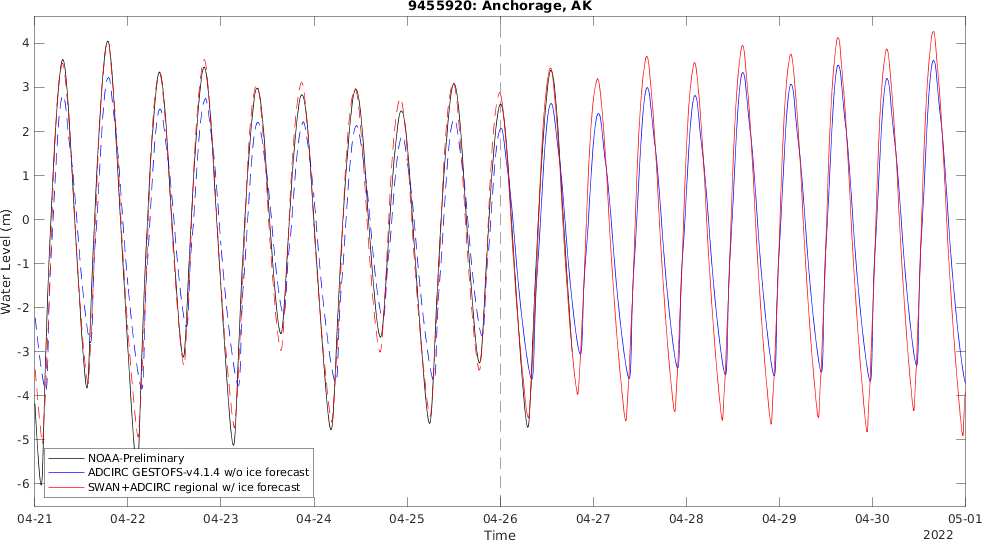 9455920: Anchorage, AK
Water Level (m)
4
3
2
1
0
-1
-2
-3
-4
-5
-6
NOAA-Preliminary
ADCIRC GESTOFS-v4.1.4 w/o ice forecast
SWAN+ADCIRC regional w/ ice forecast
04-21 04-22 04-23 04-24 04-25 04-26 04-27 04-28 04-29 04-30 05-01
Time
2022